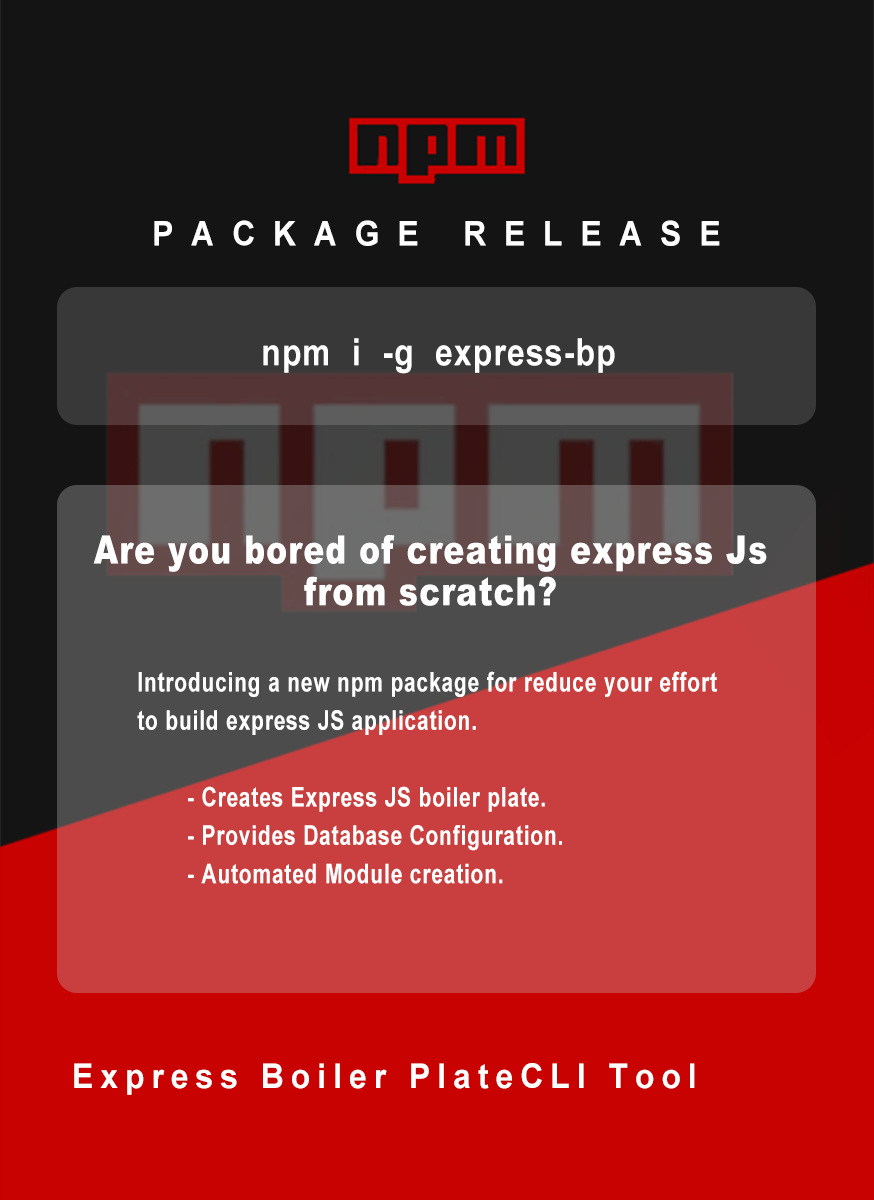 npm
PACKAGE RELEASE
npm i -g express-bp
npm
Are you bored of creating express Js
from scratch?
Introducing a new npm package for reduce your effort
to build express JS application.
- Creates Express JS boiler plate.
- Provides Database Configuration.
- Automated Module creation.
Express Boiler PlateCLI Tool